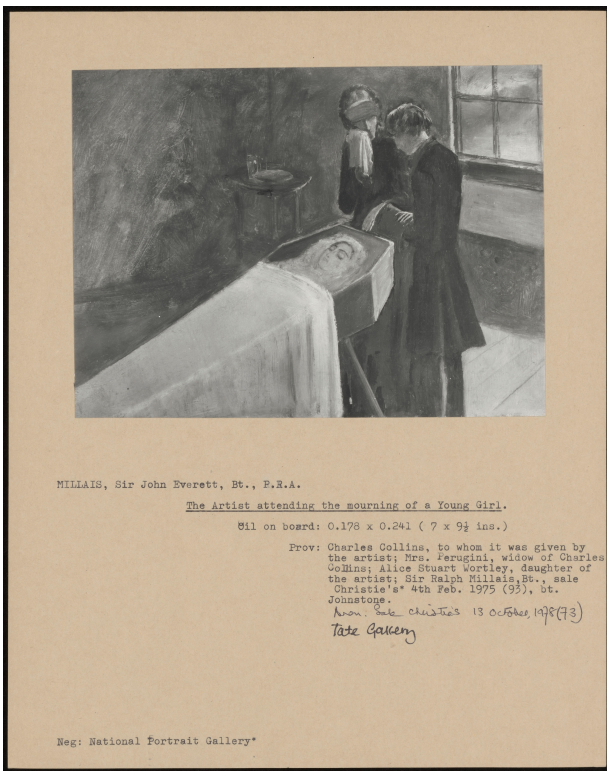 MILLAIS, Sir John Everett, Bt., P.R.A.
The Artist attending the mourning of a Young Girl.
Oil on board: 0.178 x 0.241 ( 7 x 9½ ins.)
Prov: Charles Collins, to whom it was given by
the artist; Mrs. Perugini, widow of Charles
Collins; Alice Stuart Wortley, daughter of
the artist; Sir Ralph Millais,Bt., sale
Christie's* 4th Feb. 1975 (93), bt.
Johnstone.
Anon: Sale Christie's 13 October, 1978 (73)
Tate Gallery
Neg: National Portrait Gallery*